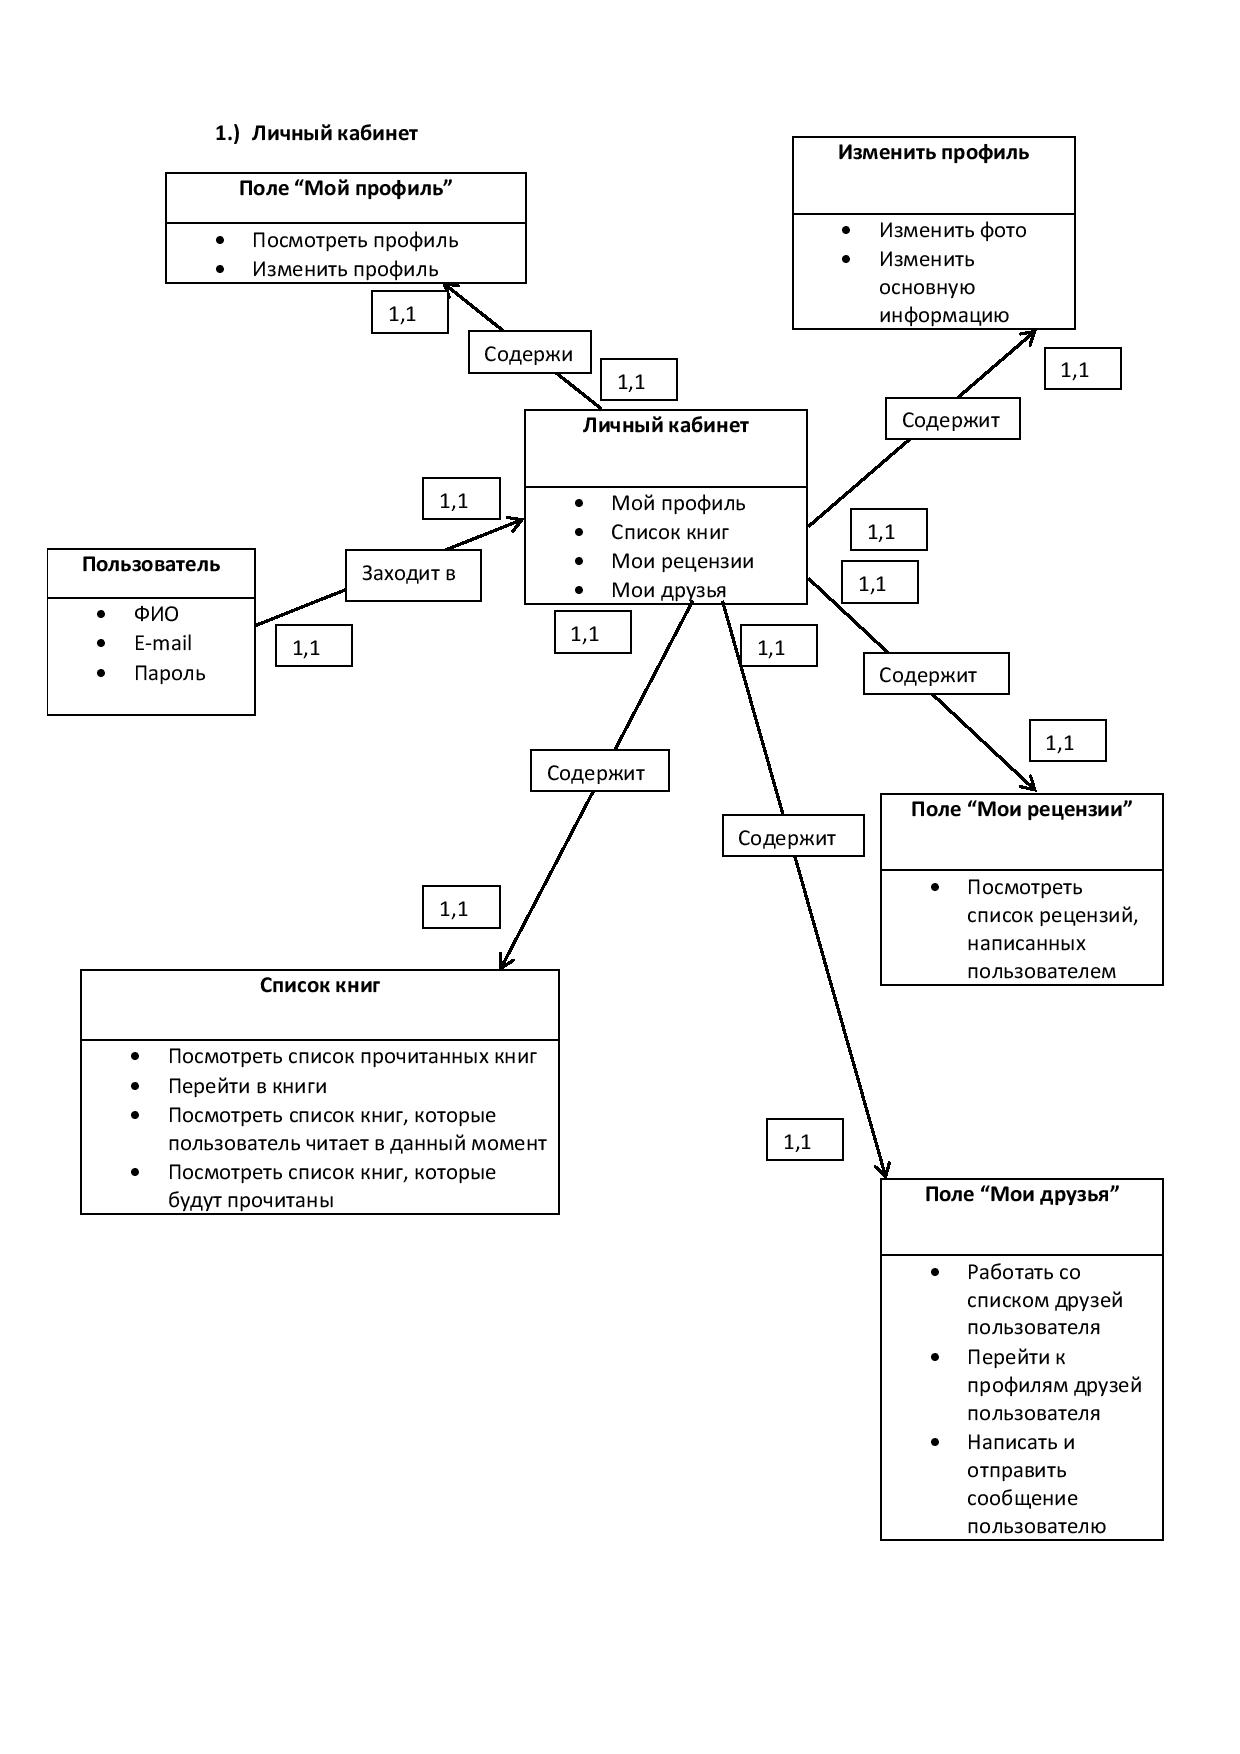 1.) Личный кабинет
Изменить профиль
Изменить фото
Изменить
основную
информацию
Поле “Мой профиль”
Посмотреть профиль
Изменить профиль
1,1
Содержи
1,1
1,1
Содержит
1,1
1,1
Личный кабинет
Мой профиль
Список книг
Мои рецензии
Мои друзья
1,1
Заходит в
1,1
Пользователь
ФИО
E-mail
Пароль
1,1
1,1
Содержит
1,1
Содержит
Содержит
1,1
Поле “Мои рецензии”
Посмотреть
список рецензий,
написанных
пользователем
1,1
Список книг
Посмотреть список прочитанных книг
Перейти в книги
Посмотреть список книг, которые
пользователь читает в данный момент
Посмотреть список книг, которые
будут прочитаны
1,1
Поле “Мои друзья”
Работать со
списком друзей
пользователя
Перейти к
профилям друзей
пользователя
Написать и
отправить
сообщение
пользователю